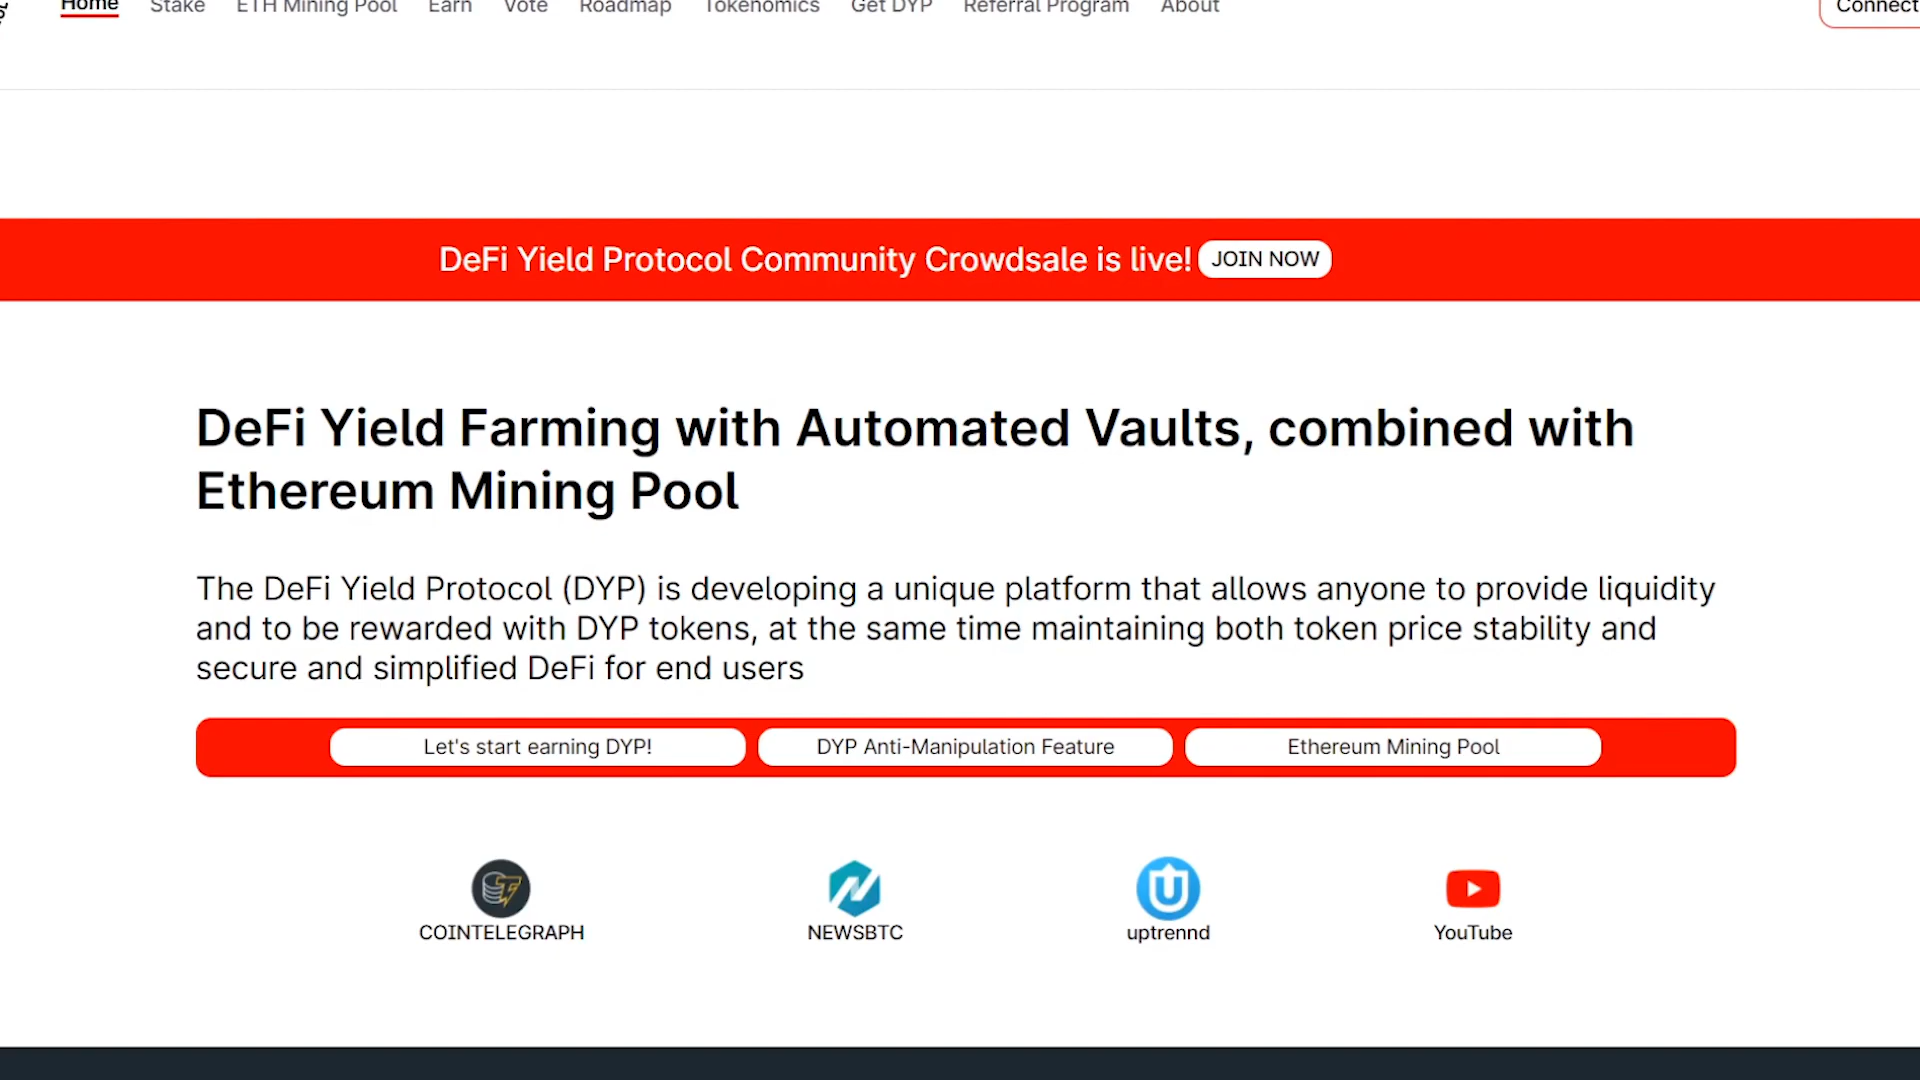 Home Stake ETH Mining Pool Earn Vote Roadmap Tokenomics Get DYP Referral Program About Connect
DeFi Yield Protocol Community Crowdsale is live! JOIN NOW
DeFi Yield Farming with Automated Vaults, combined with
Ethereum Mining Pool
The DeFi Yield Protocol (DYP) is developing a unique platform that allows anyone to provide liquidity
and to be rewarded with DYP tokens, at the same time maintaining both token price stability and
secure and simplified DeFi for end users
Let's start earning DYP! DYP Anti-Manipulation Feature Ethereum Mining Pool
COINTELEGRAPH NEWSBTC uptrennd YouTube